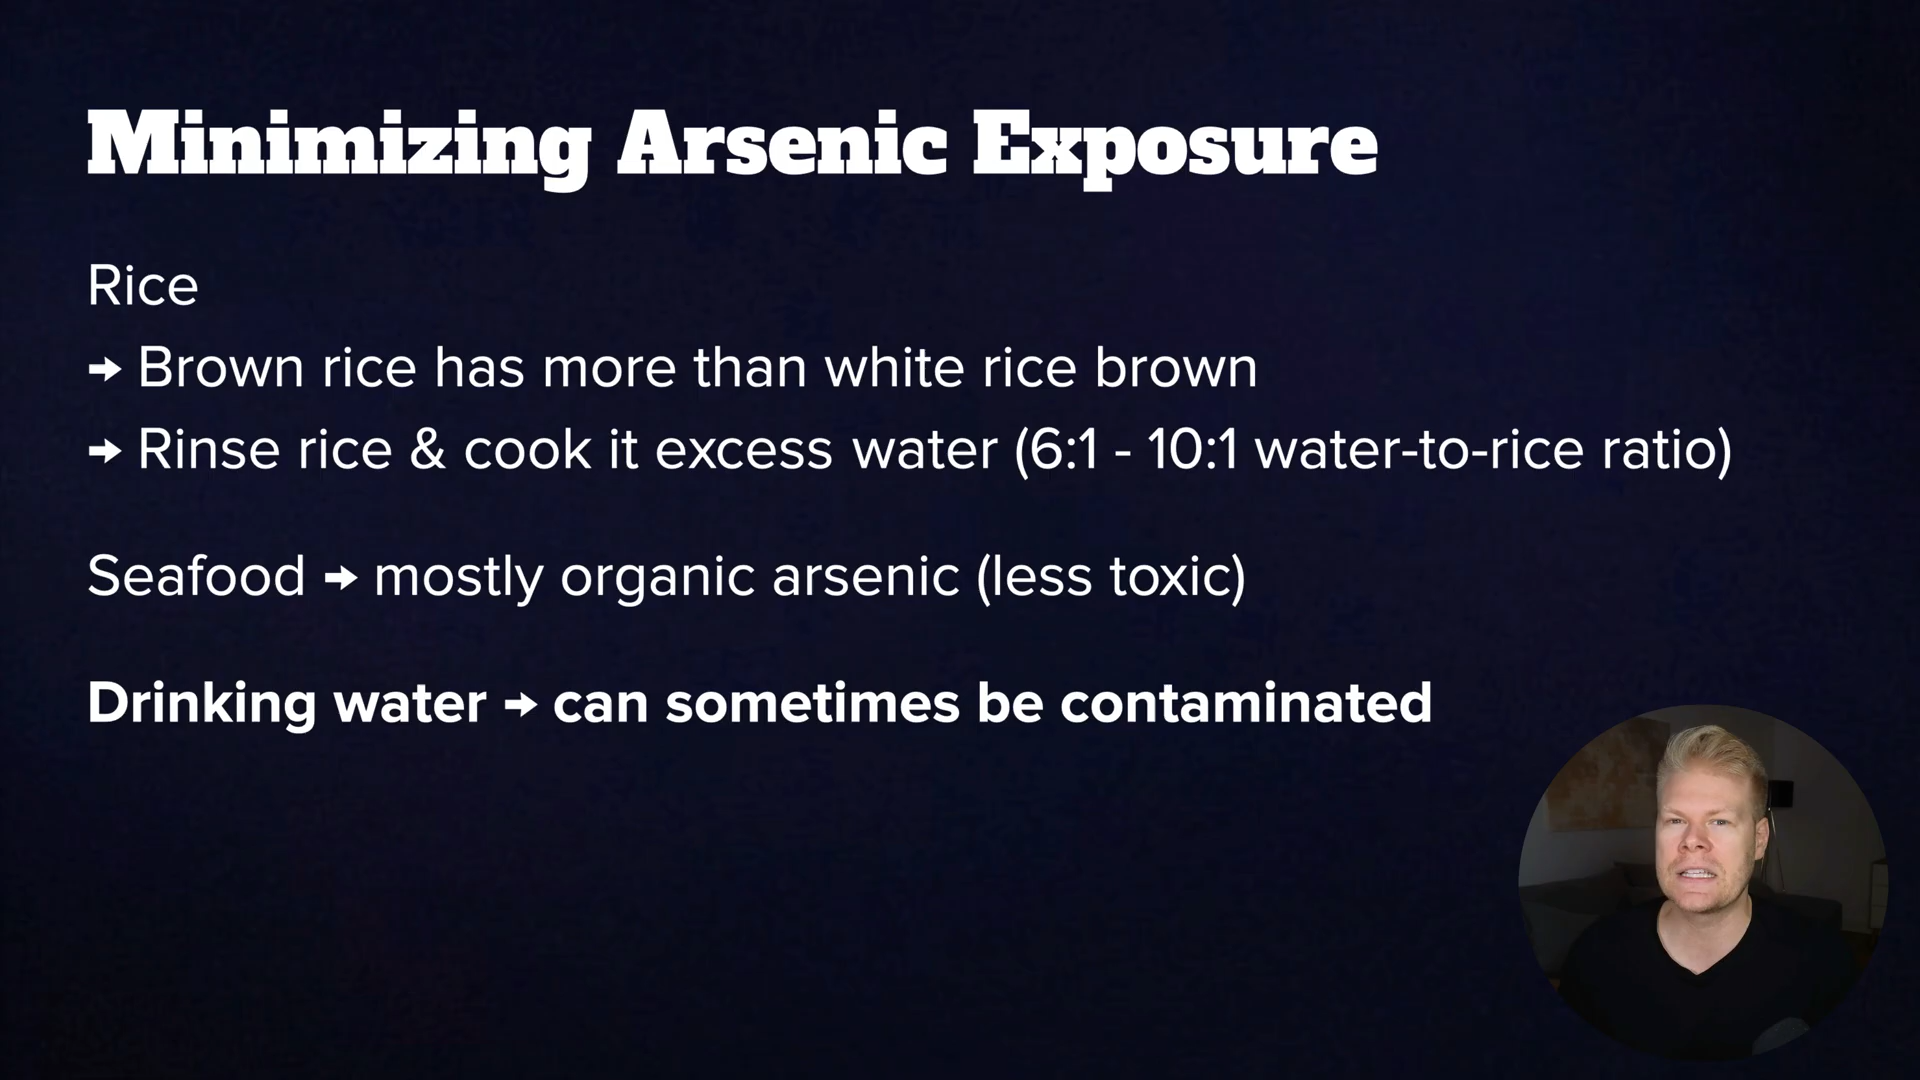 Minimizing Arsenic Exposure
Rice
→ Brown rice has more than white rice brown
→ Rinse rice & cook it excess water (6:1 - 10:1 water-to-rice ratio)
Seafood → mostly organic arsenic (less toxic)
Drinking water → can sometimes be contaminated